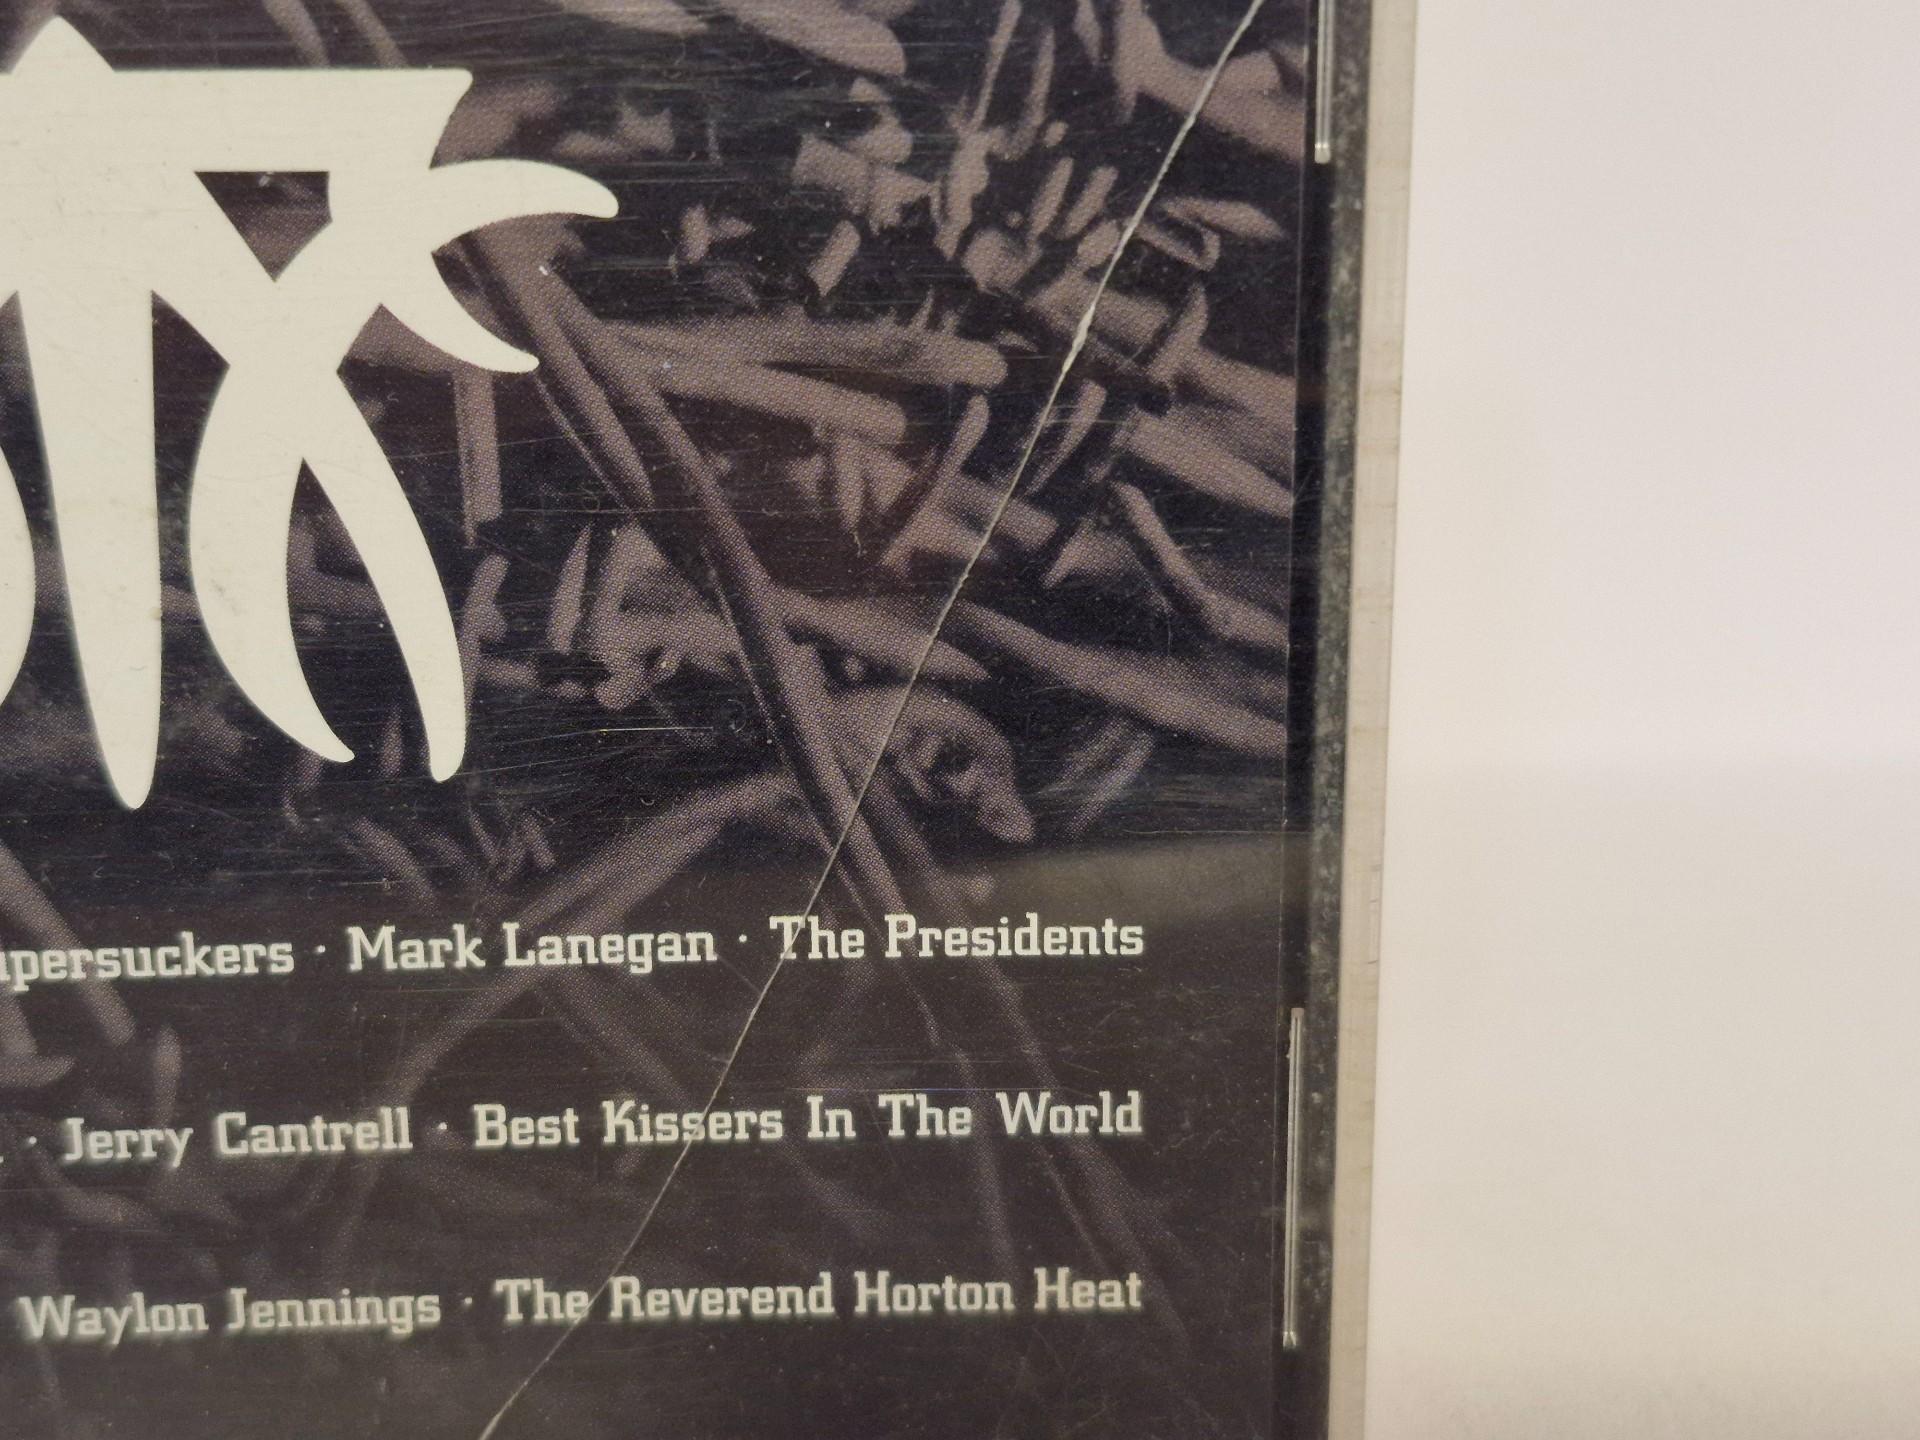 upersuckers · Mark Lanegan · The Presidents
· Jerry Cantrell · Best Kissers In The World
Waylon Jennings · The Reverend Horton Heat